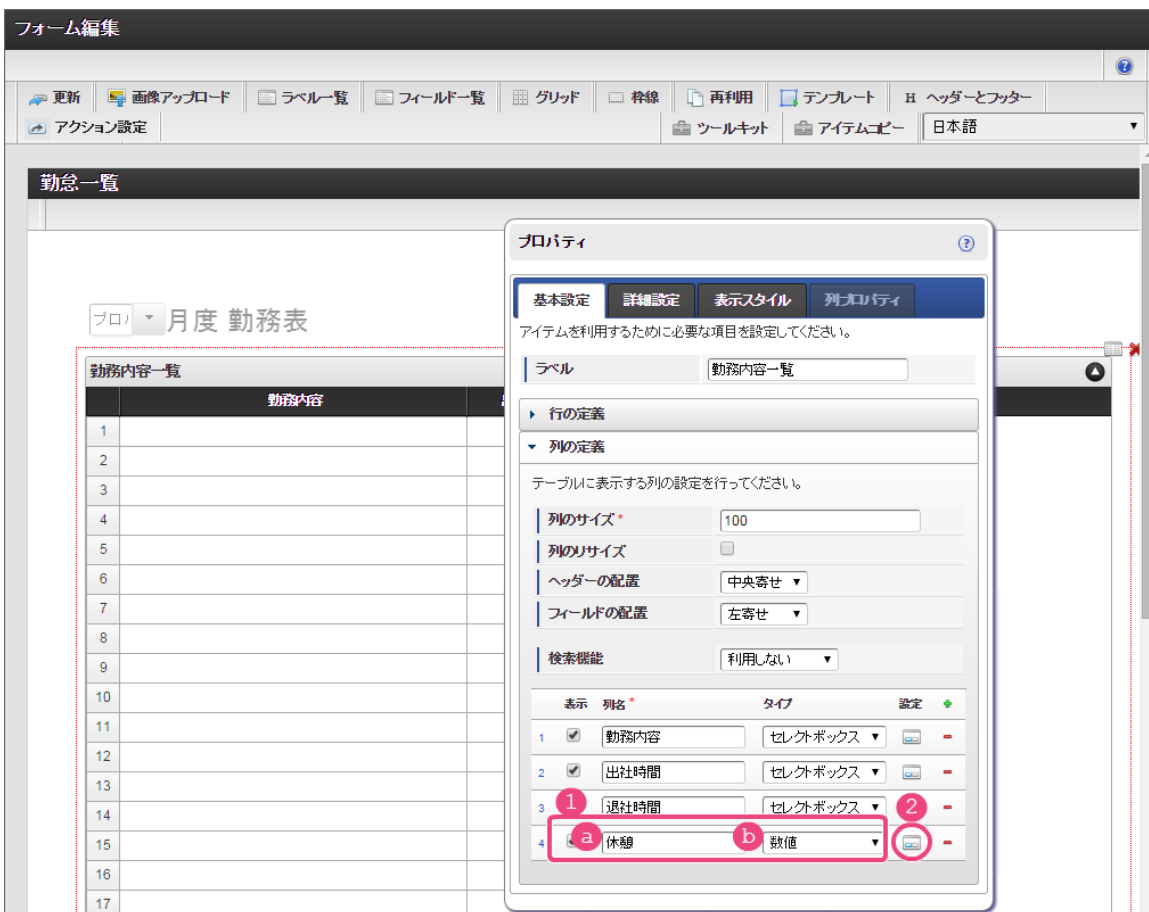 フォーム編集
更新 画像アップロード ラベル一覧 フィールド一覧 グリッド 枠線 再利用 テンプレート H ヘッダーとフッター
アクション設定 ツールキット アイテムコピー 日本語
勤怠一覧
プロパティ
基本設定 詳細設定 表示スタイル 列プロパティ
アイテムを利用するために必要な項目を設定してください。
月度 勤務表
ラベル 勤務内容一覧
勤務内容一覧
勤務内容
行の定義
列の定義
テーブルに表示する列の設定を行ってください。
列のサイズ* 100
列のリサイズ
ヘッダーの配置 中央寄せ
フィールドの配置 左寄せ
検索機能 利用しない
表示 列名* タイプ 設定
1 勤務内容 セレクトボックス
2 出社時間 セレクトボックス
3 1 退社時間 セレクトボックス 2
4 a 休憩 b 数値
1
2
3
4
5
6
7
8
9
10
11
12
13
14
15
16
17